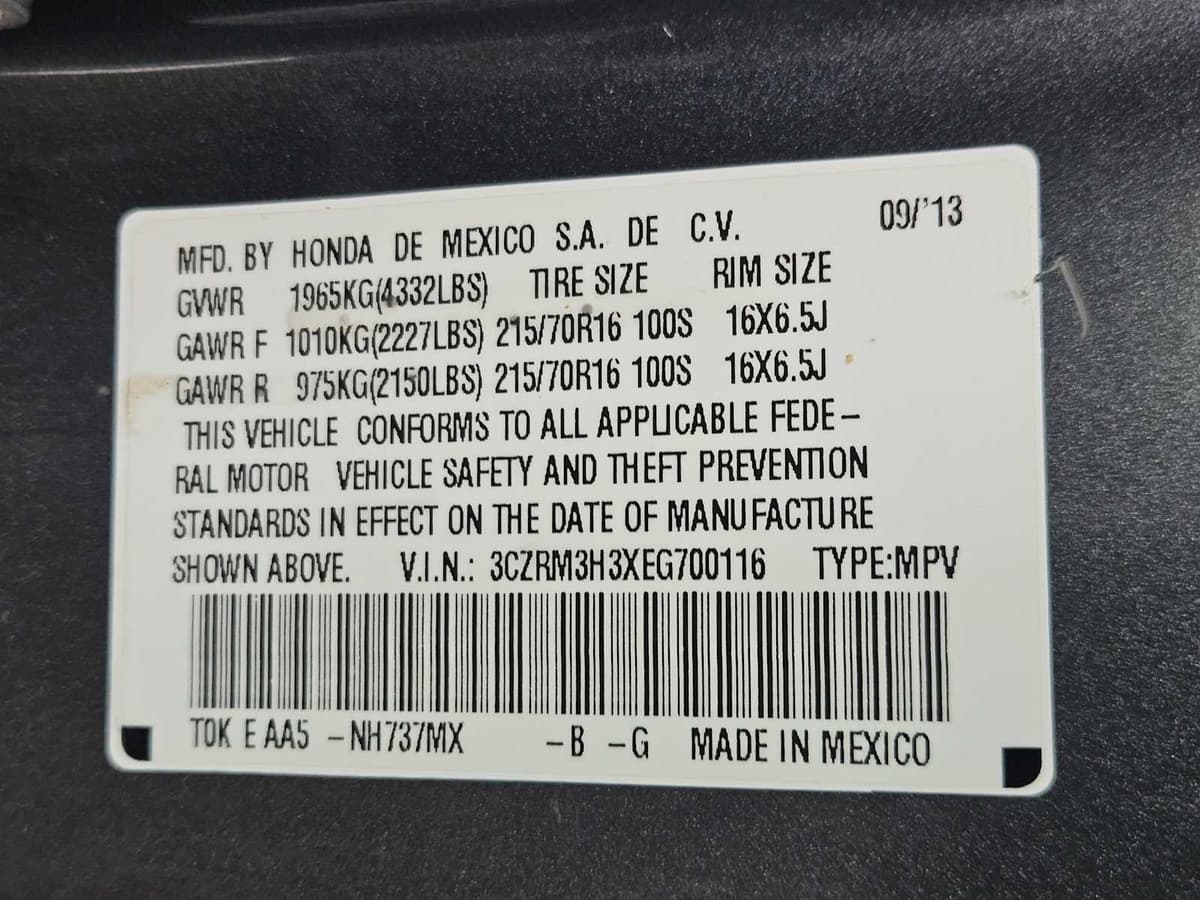 MFD. BY HONDA DE MEXICO S.A. DE C.V. 09/'13
GVWR 1965KG(4332LBS) TIRE SIZE RIM SIZE
GAWR F 1010KG(2227LBS) 215/70R16 100S 16X6.5J
GAWR R 975KG(2150LBS) 215/70R16 100S 16X6.5J
THIS VEHICLE CONFORMS TO ALL APPLICABLE FEDE-
RAL MOTOR VEHICLE SAFETY AND THEFT PREVENTION
STANDARDS IN EFFECT ON THE DATE OF MANUFACTURE
SHOWN ABOVE. V.I.N.: 3CZRM3H3XEG700116 TYPE:MPV
T0K E AA5 -NH737MX -B -G MADE IN MEXICO